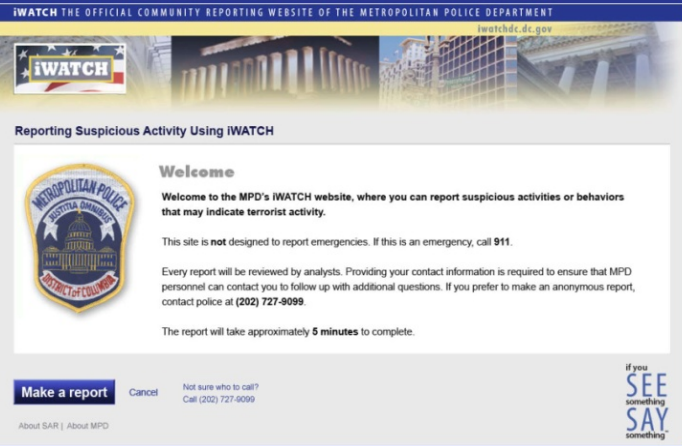 iWATCH THE OFFICIAL COMMUNITY REPORTING WEBSITE OF THE METROPOLITAN POLICE DEPARTMENT
iwatchdc.dc.gov
iWATCH
Reporting Suspicious Activity Using iWATCH
METROPOLITAN POLICE
JUSTITIA OMNIBUS
DISTRICT OF COLUMBIA
Welcome
Welcome to the MPD's iWATCH website, where you can report suspicious activities or behaviors
that may indicate terrorist activity.
This site is not designed to report emergencies. If this is an emergency, call 911.
Every report will be reviewed by analysts. Providing your contact information is required to ensure that MPD
personnel can contact you to follow up with additional questions. If you prefer to make an anonymous report,
contact police at (202) 727-9099.
The report will take approximately 5 minutes to complete.
Make a report
Cancel
Not sure who to call?
Call (202) 727-9099
About SAR | About MPD
if you
SEE
something
SAY™
something